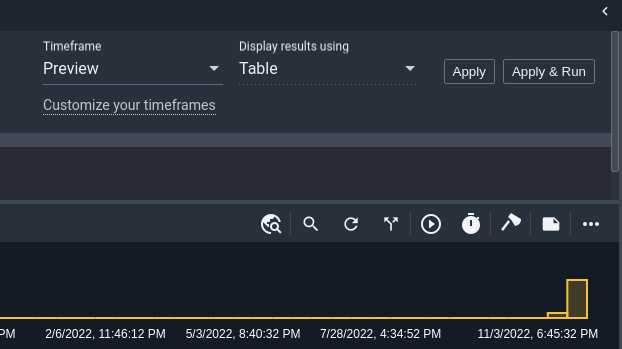 Timeframe
Display results using
Preview
Table
Apply
Apply & Run
Customize your timeframes
PM
2/6/2022, 11:46:12 PM
5/3/2022, 8:40:32 PM
7/28/2022, 4:34:52 PM
11/3/2022, 6:45:32 PM